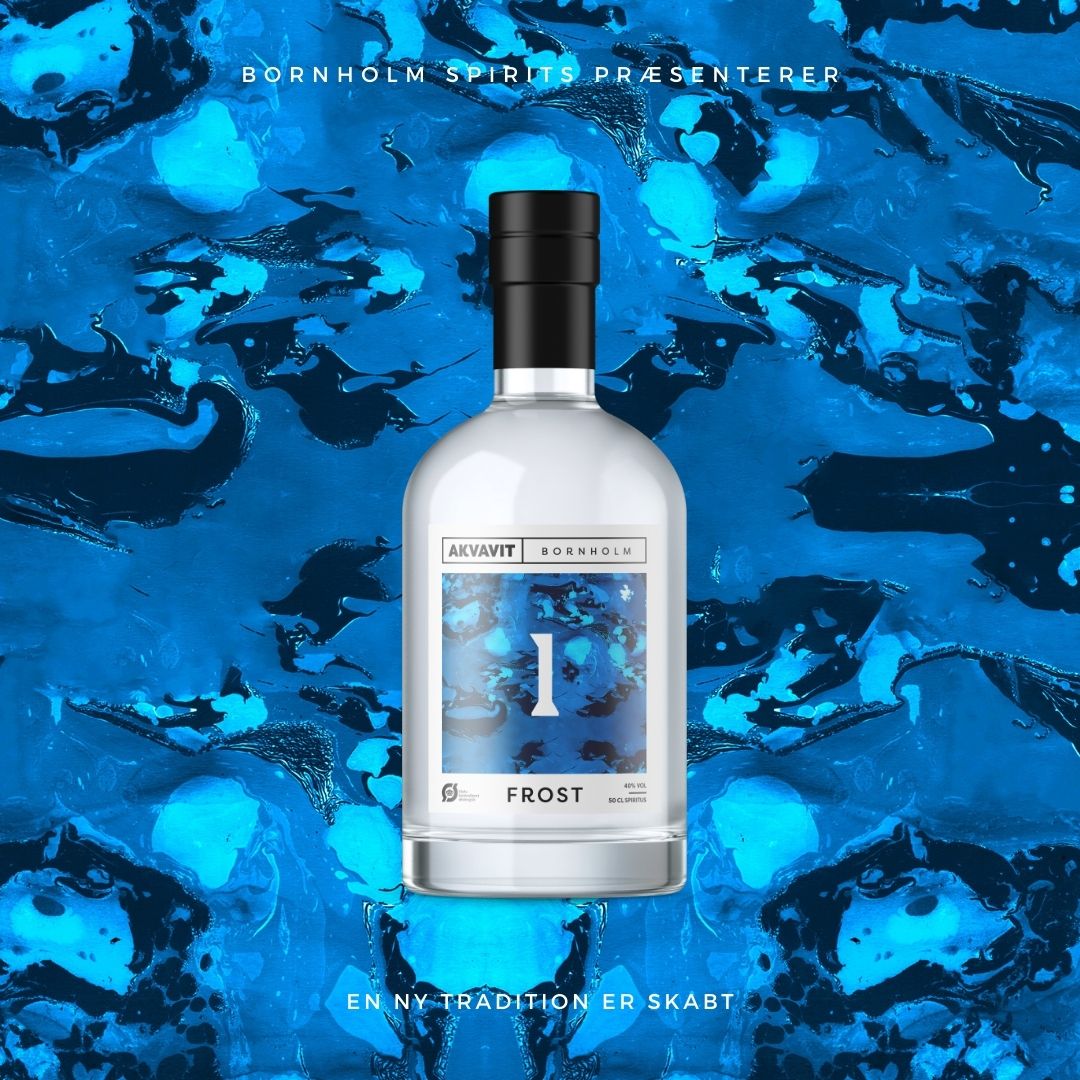 BORNHOLM SPIRITS PRÆSENTERER
AKVAVIT BORNHOLM
1
FROST
40% VOL
50 CL SPIRITUS
EN NY TRADITION ER SKABT